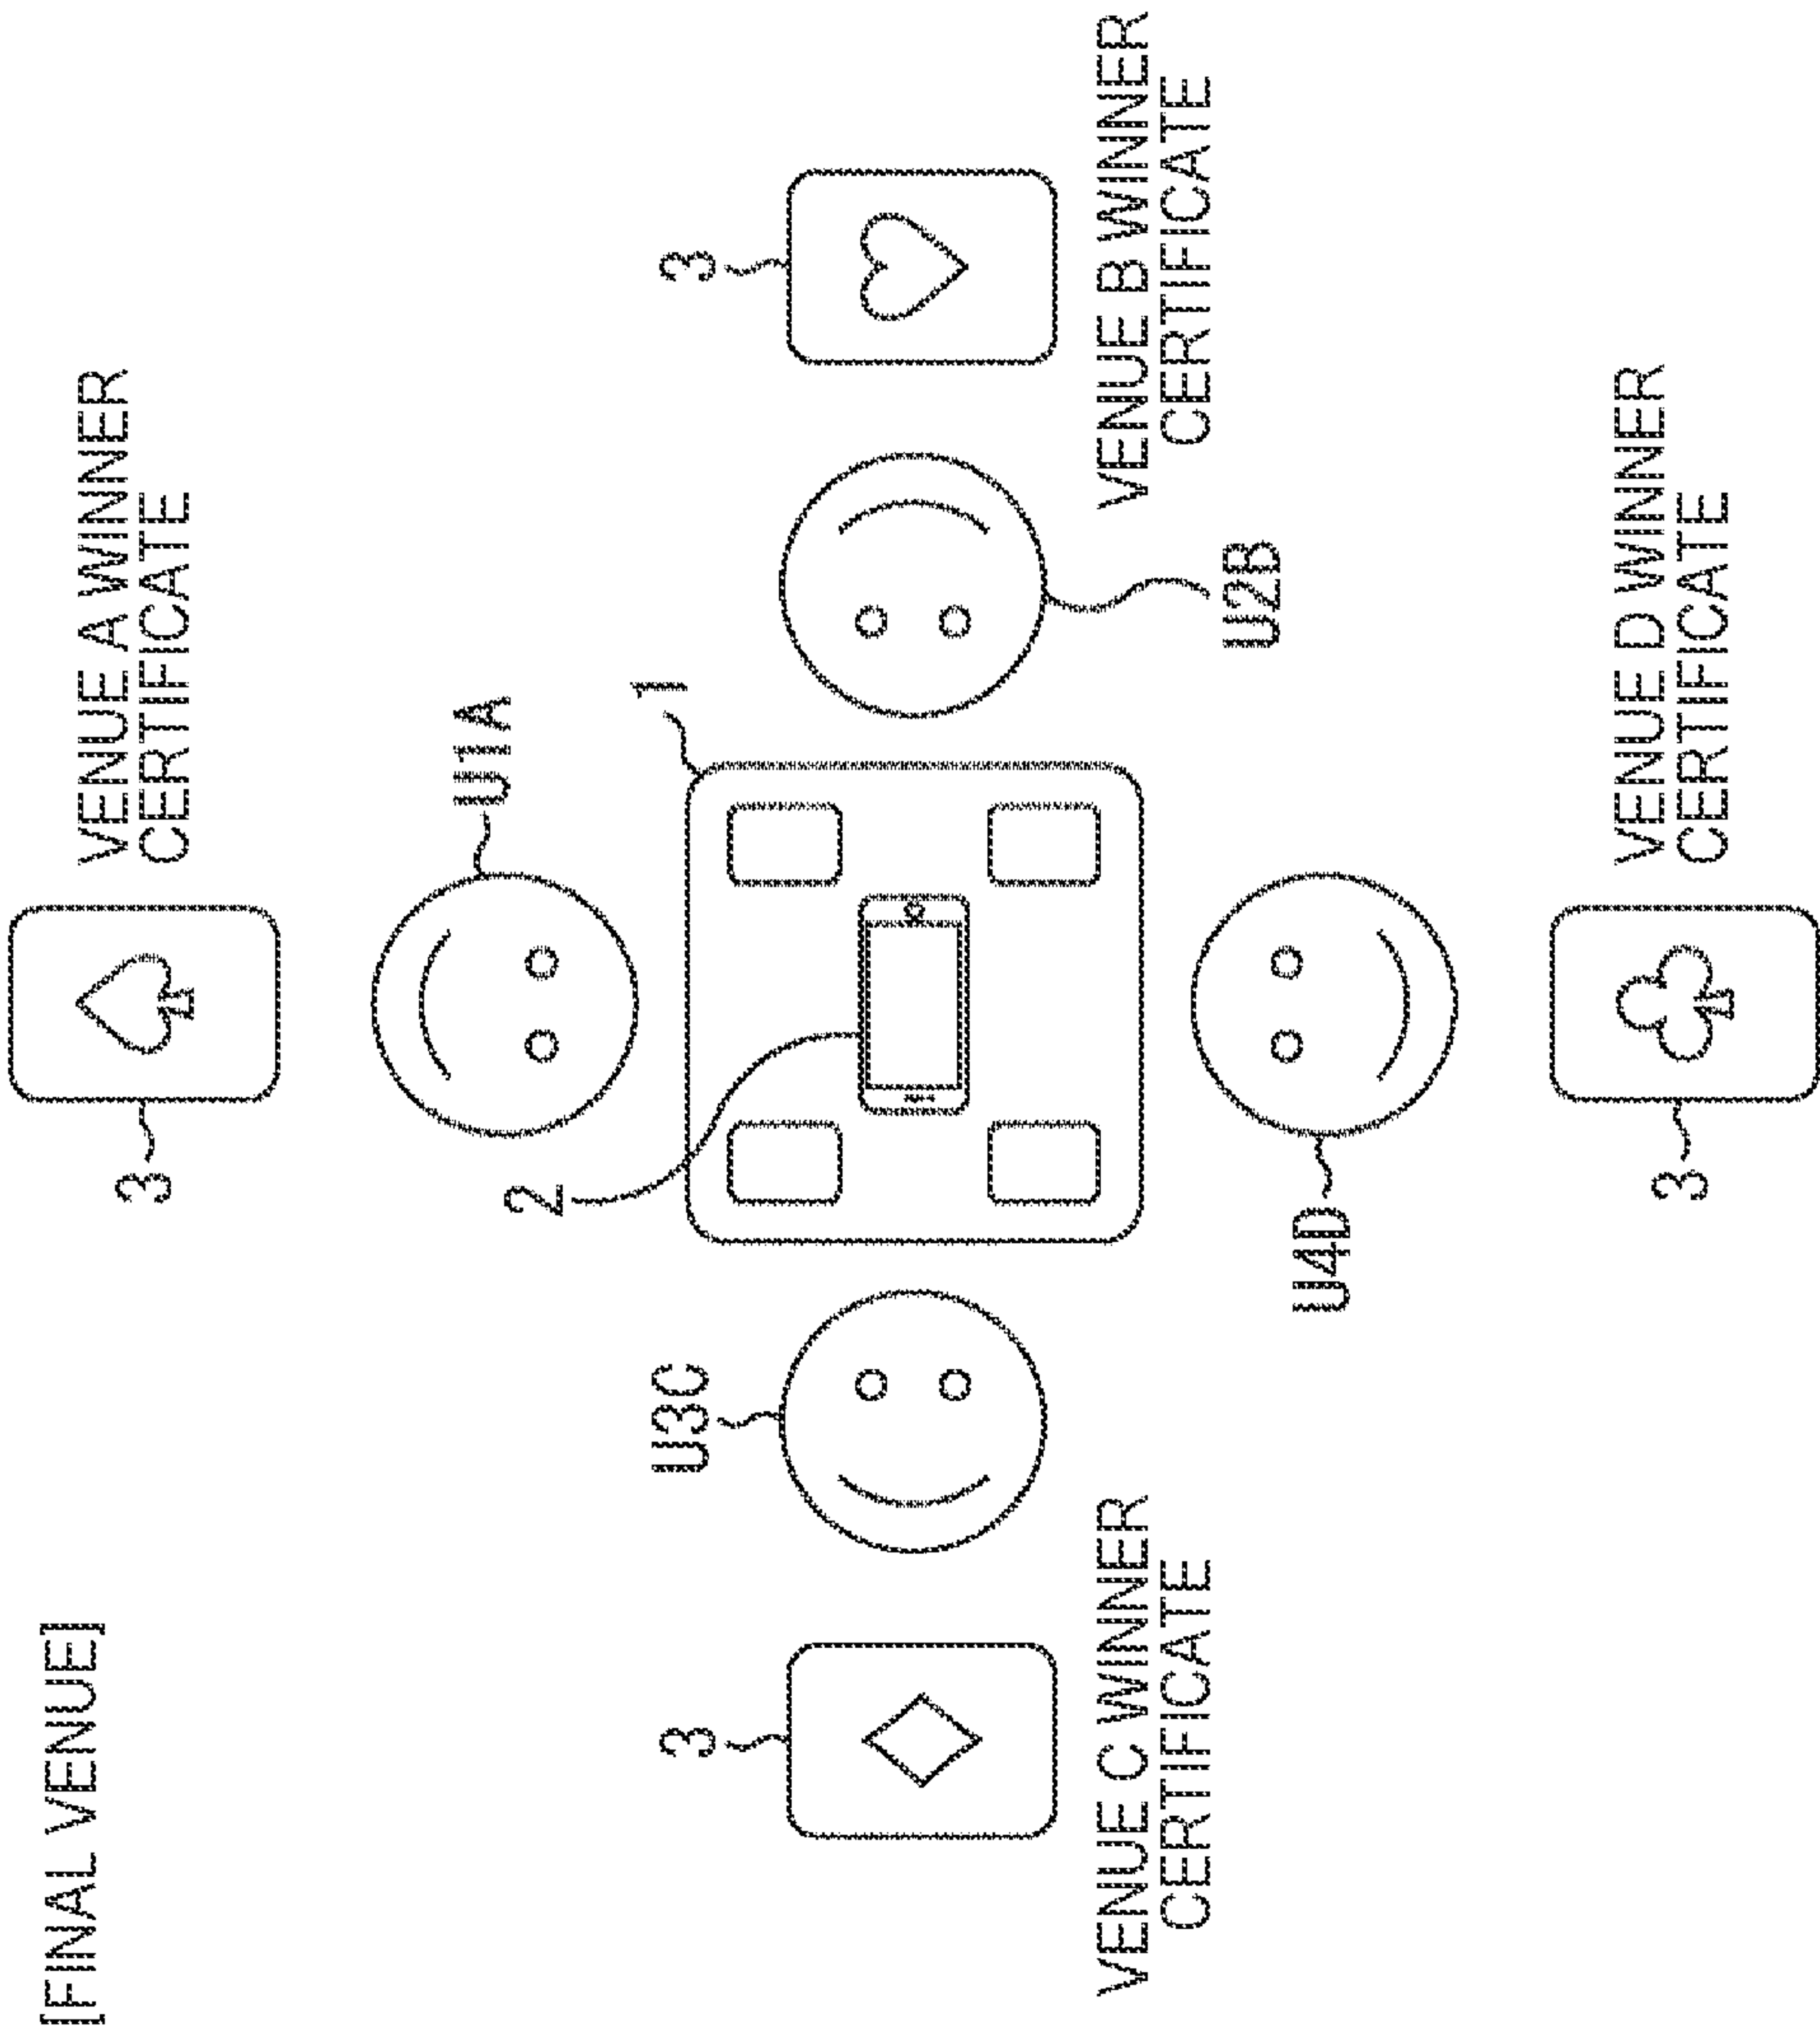 [FINAL VENUE]
3
VENUE A WINNER
CERTIFICATE
U1A
2
1
3
U3C
3
VENUE C WINNER
CERTIFICATE
VENUE B WINNER
CERTIFICATE
U2B
U4D
3
VENUE D WINNER
CERTIFICATE